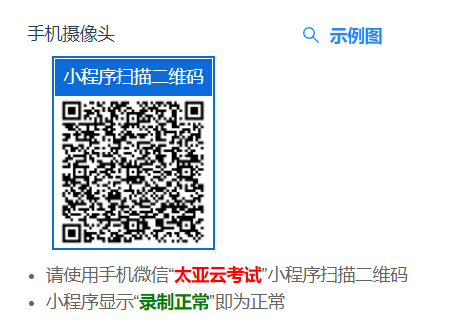 手机摄像头
示例图
小程序扫描二维码
请使用手机微信“太亚云考试”小程序扫描二维码
小程序显示“录制正常”即为正常